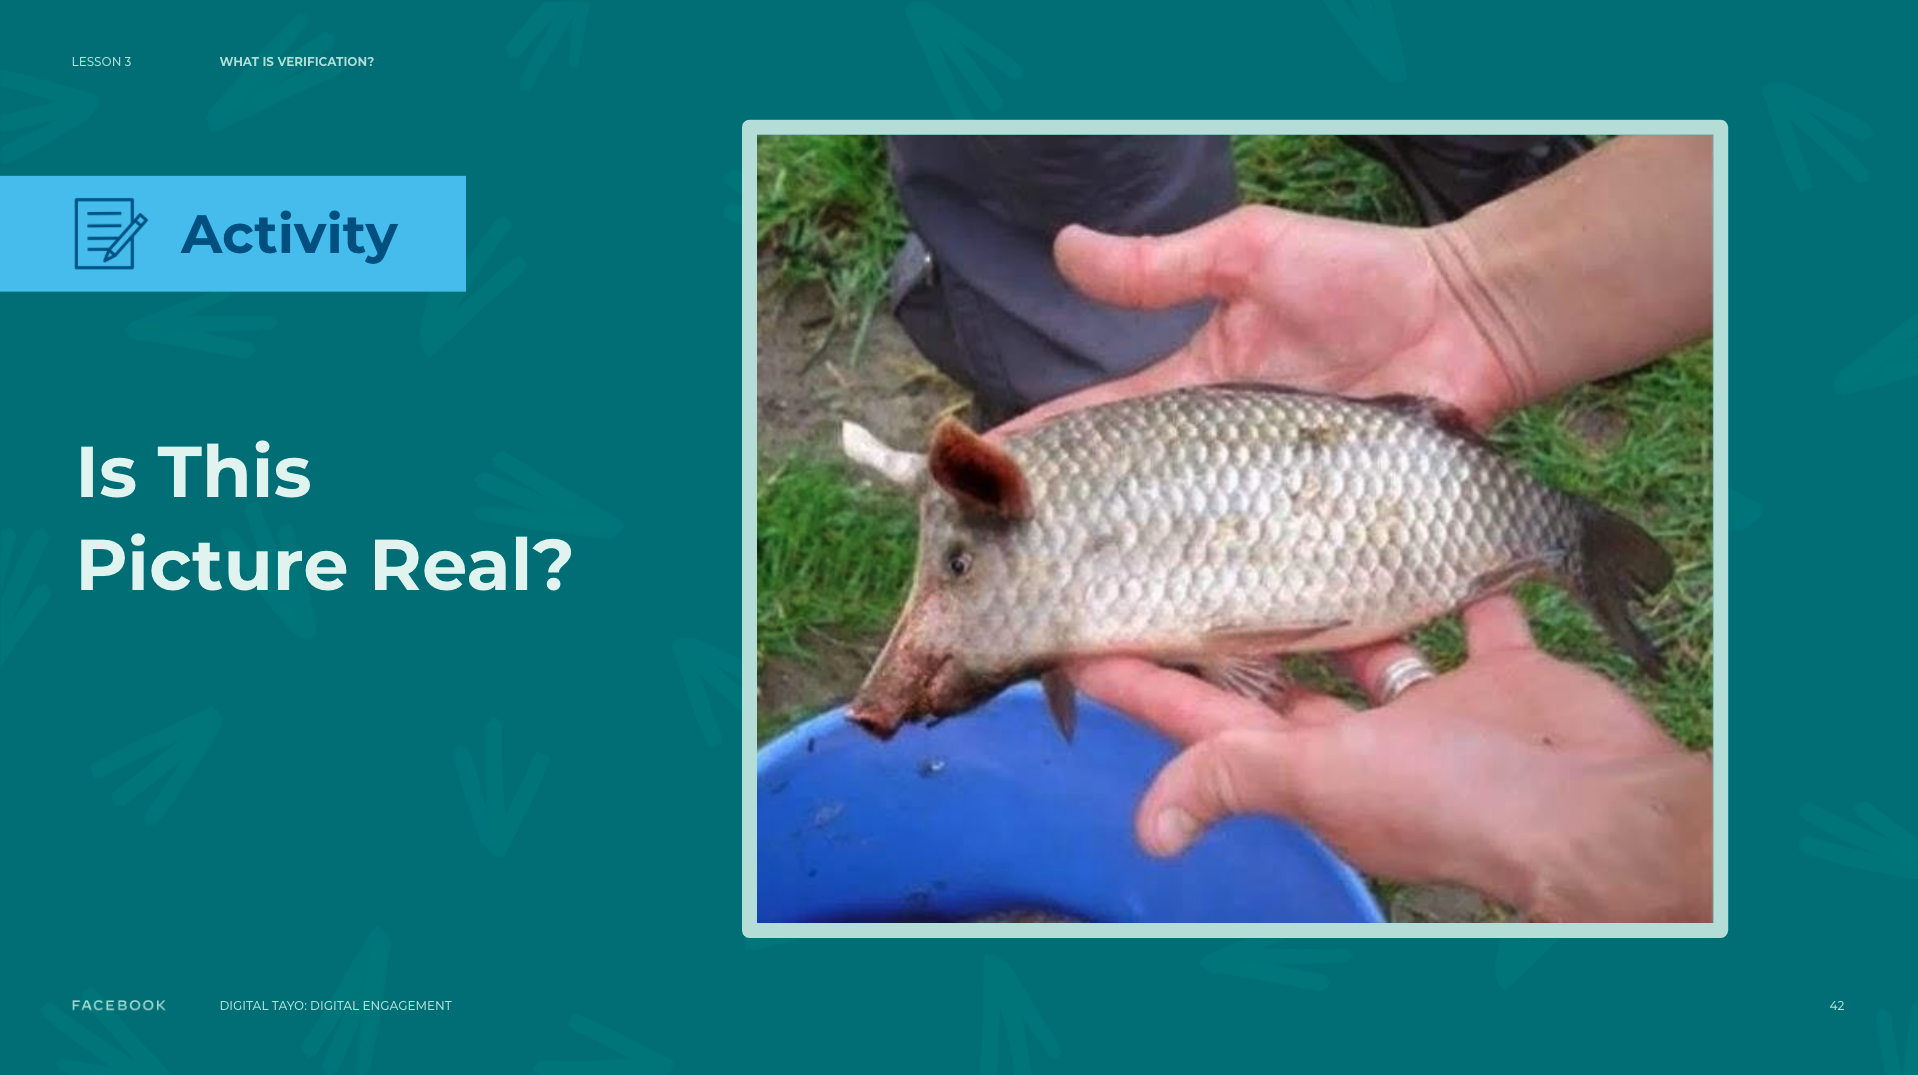 LESSON 3
WHAT IS VERIFICATION?
Activity
Is This
Picture Real?
FACEBOOK
DIGITAL TAYO: DIGITAL ENGAGEMENT
42